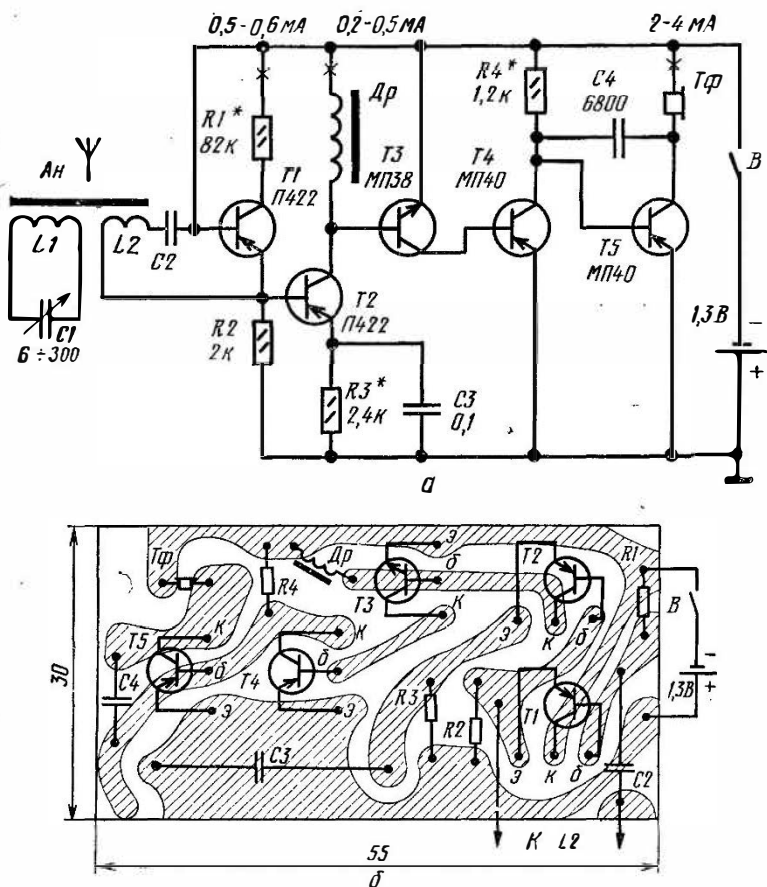 0,5-0,6 мА
0,2-0,5 мА
2-4 мА
R4*
1,2к
C4
6800
Тф
Др
R1*
82к
Ан
T1
П422
T3
МП38
T4
МП40
В
L1
L2
C2
T5
МП40
T2
П422
C1
6÷300
R2
2к
1,3В
−
+
R3*
2,4к
C3
0,1
а
Тф
Др
э
T2
R1
R4
б
T3
В
к
к
б
T5
к
к
э
−
1,3В
+
30
б
б
T4
C4
R3
T1
э
э
R2
C3
э
к
б
C2
К L2
55
б